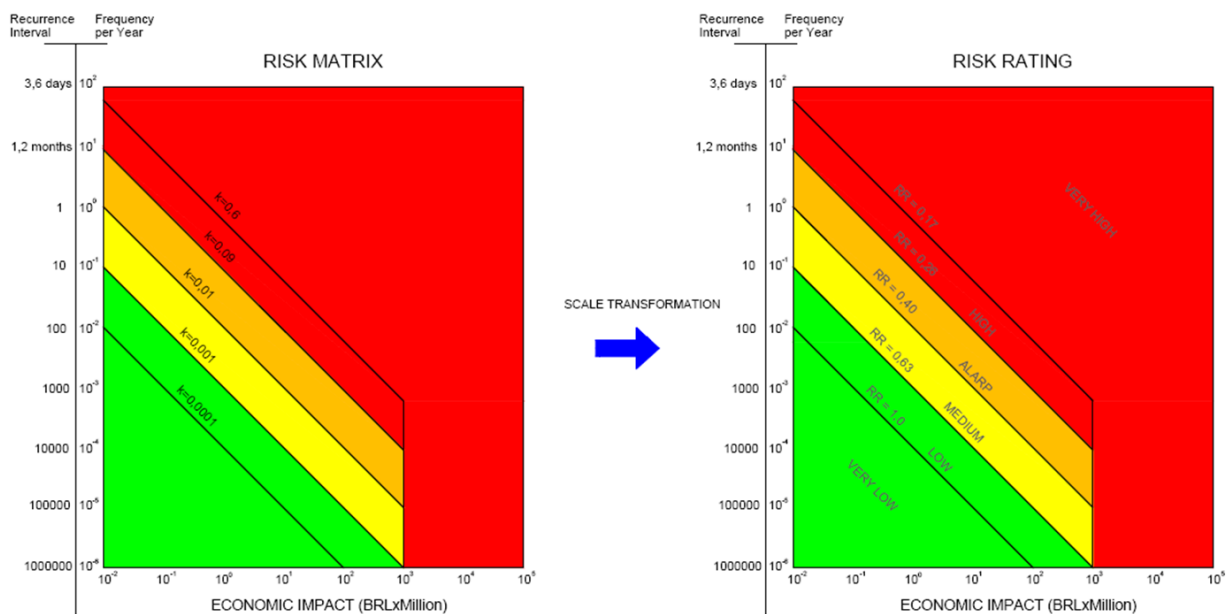 Recurrence Interval
Frequency per Year
RISK MATRIX
3,6 days 10²
1,2 months 10¹
1 10⁰
10 10⁻¹
100 10⁻²
1000 10⁻³
10000 10⁻⁴
100000 10⁻⁵
1000000 10⁻⁶
k=0,6
k=0,09
k=0,01
k=0,001
k=0,0001
10⁻² 10⁻¹ 10⁰ 10¹ 10² 10³ 10⁴ 10⁵
ECONOMIC IMPACT (BRLxMillion)
SCALE TRANSFORMATION
Recurrence Interval
Frequency per Year
RISK RATING
3,6 days 10²
1,2 months 10¹
1 10⁰
10 10⁻¹
100 10⁻²
1000 10⁻³
10000 10⁻⁴
100000 10⁻⁵
1000000 10⁻⁶
VERY HIGH
RR = 0,17
RR = 0,28
HIGH
RR = 0,40
ALARP
RR = 0,63
MEDIUM
RR = 1,0
LOW
VERY LOW
10⁻² 10⁻¹ 10⁰ 10¹ 10² 10³ 10⁴ 10⁵
ECONOMIC IMPACT (BRLxMillion)